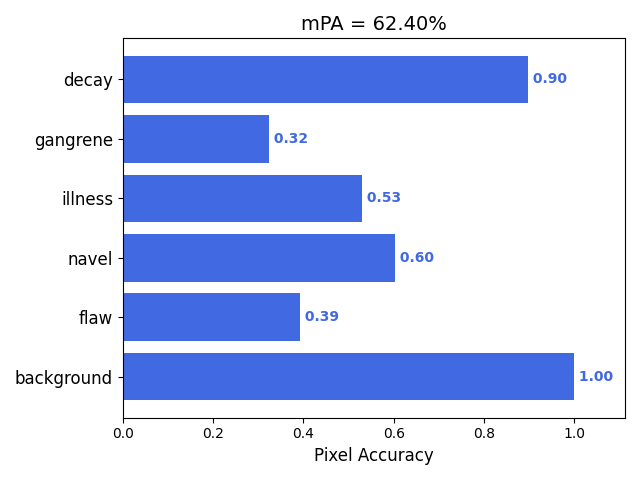 mPA = 62.40%
decay 0.90
gangrene 0.32
illness 0.53
navel 0.60
flaw 0.39
background 1.00
0.0 0.2 0.4 0.6 0.8 1.0
Pixel Accuracy